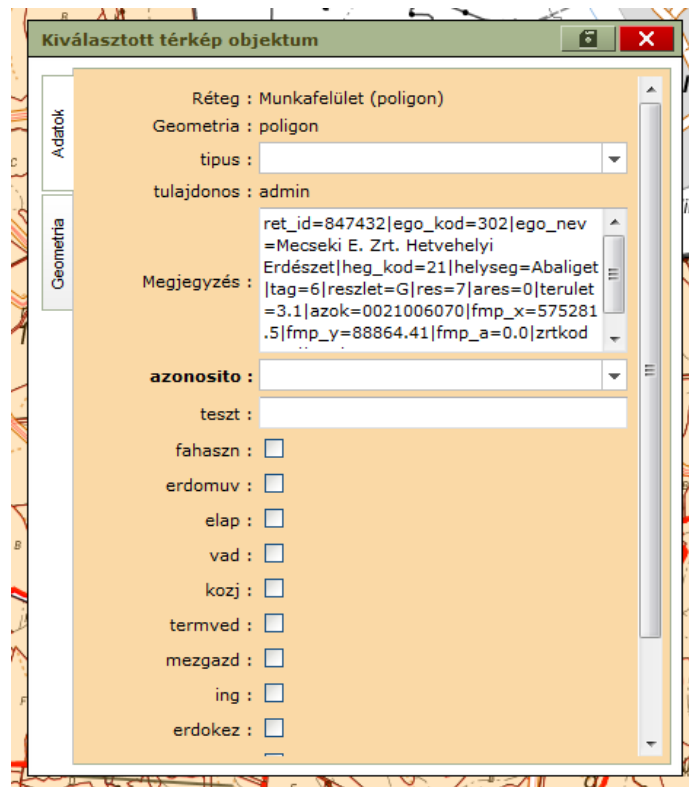 Kiválasztott térkép objektum
Adatok
Geometria
Réteg : Munkafelület (poligon)
Geometria : poligon
tipus :
tulajdonos : admin
Megjegyzés :
ret_id=847432|ego_kod=302|ego_nev
=Mecseki E. Zrt. Hetvehelyi
Erdészet|heg_kod=21|helyseg=Abaliget
|tag=6|reszlet=G|res=7|ares=0|terulet
=3.1|azok=0021006070|fmp_x=575281
.5|fmp_y=88864.41|fmp_a=0.0|zrtkod
azonosito :
teszt :
fahaszn :
erdomuv :
elap :
vad :
kozj :
termved :
mezgazd :
ing :
erdokez :